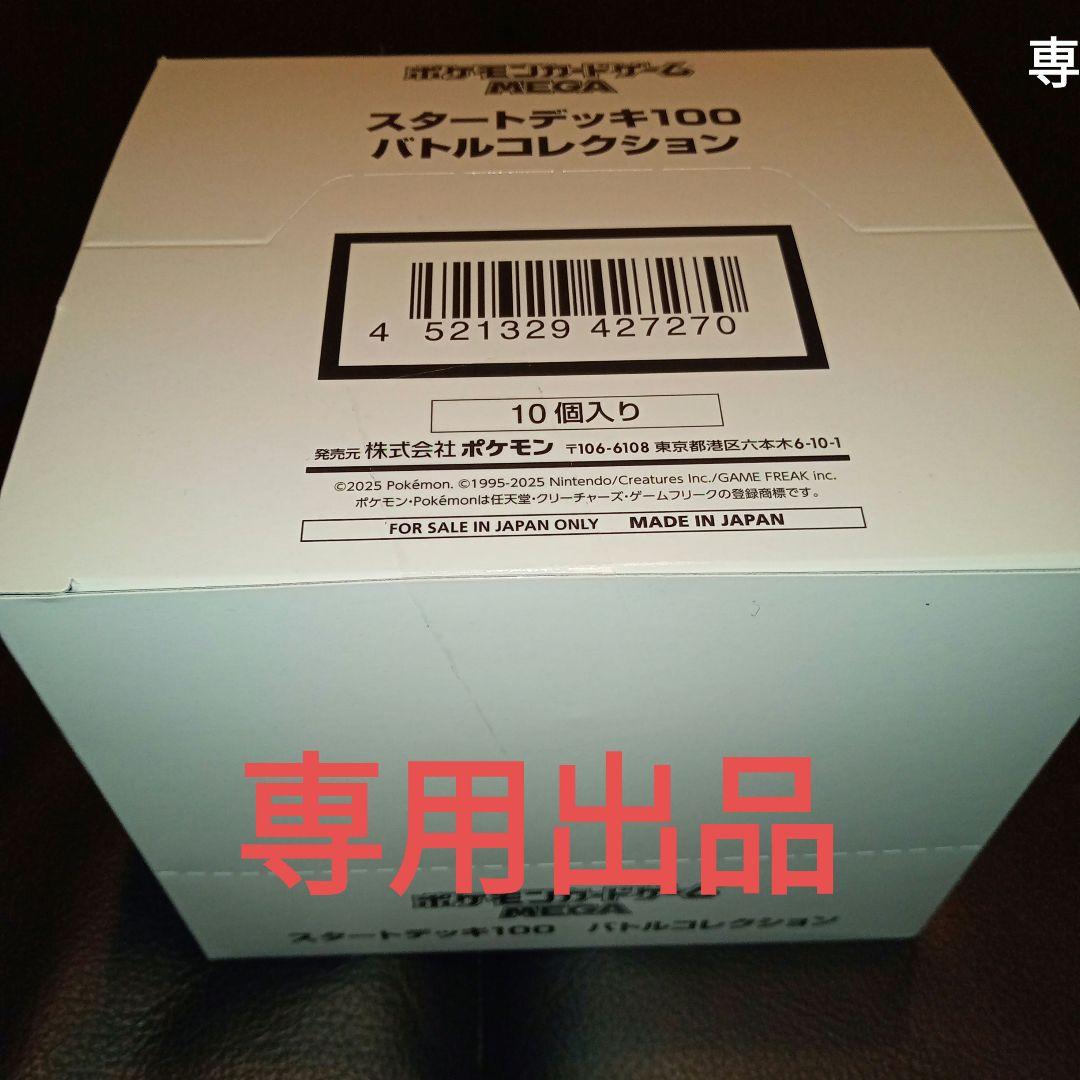 専
ポケモンカードゲーム
MEGA
スタートデッキ100
バトルコレクション
4 521329 427270
10個入り
発売元 株式会社 ポケモン 〒106-6108 東京都港区六本木6-10-1
©2025 Pokémon. ©1995-2025 Nintendo/Creatures Inc./GAME FREAK inc.
ポケモン・Pokémonは任天堂・クリーチャーズ・ゲームフリークの登録商標です。
FOR SALE IN JAPAN ONLY MADE IN JAPAN
専用出品
ポケモンカードゲーム
MEGA
スタートデッキ100 バトルコレクション